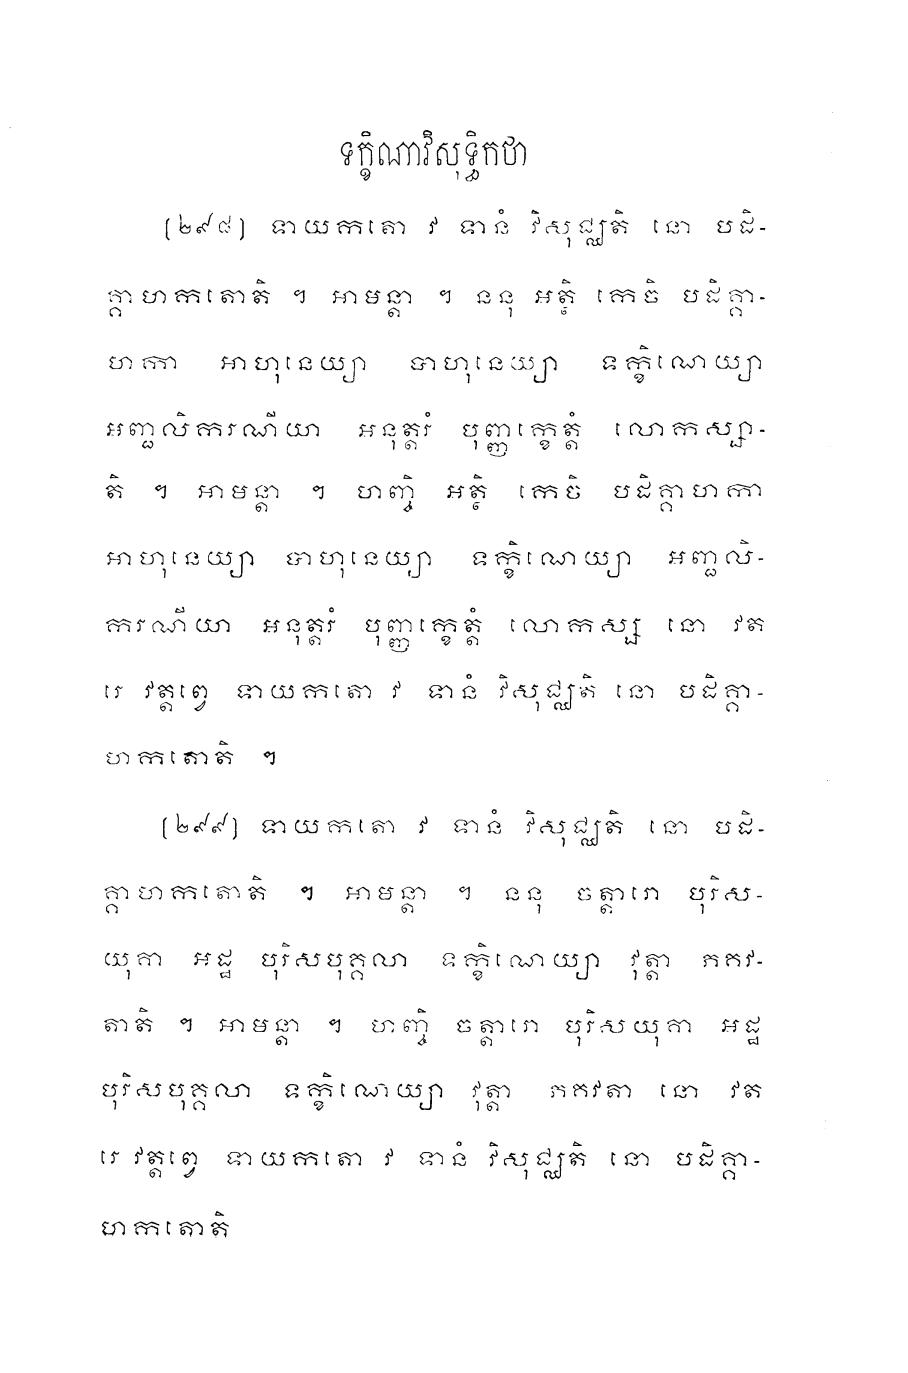 ទក្ខិណាវិសុទ្ធិកថា
(២៩៨) ទាយកតោ វ ទានំ វិសុជ្ឈតិ នោ បដិ-
គ្គាហកតោតិ ។ អាមន្តា ។ ននុ អត្ថិ កេចិ បដិគ្គា-
ហកា អាហុនេយ្យា បាហុនេយ្យា ទក្ខិណេយ្យា
អញ្ជលិករណីយា អនុត្តរំ បុញ្ញក្ខេត្តំ លោកស្សា-
តិ ។ អាមន្តា ។ ហញ្ចិ អត្ថិ កេចិ បដិគ្គាហកា
អាហុនេយ្យា បាហុនេយ្យា ទក្ខិណេយ្យា អញ្ជលិ-
ករណីយា អនុត្តរំ បុញ្ញក្ខេត្តំ លោកស្ស នោ វត
រេ វត្តព្វេ ទាយកតោ វ ទានំ វិសុជ្ឈតិ នោ បដិគ្គា-
ហកតោតិ ។
(២៩៩) ទាយកតោ វ ទានំ វិសុជ្ឈតិ នោ បដិ-
គ្គាហកតោតិ ។ អាមន្តា ។ ននុ ចត្តារោ បុរិស-
យុគា អដ្ឋ បុរិសបុគ្គលា ទក្ខិណេយ្យា វុត្តា ភគវ-
តាតិ ។ អាមន្តា ។ ហញ្ចិ ចត្តារោ បុរិសយុគា អដ្ឋ
បុរិសបុគ្គលា ទក្ខិណេយ្យា វុត្តា ភគវតា នោ វត
រេ វត្តព្វេ ទាយកតោ វ ទានំ វិសុជ្ឈតិ នោ បដិគ្គា-
ហកតោតិ